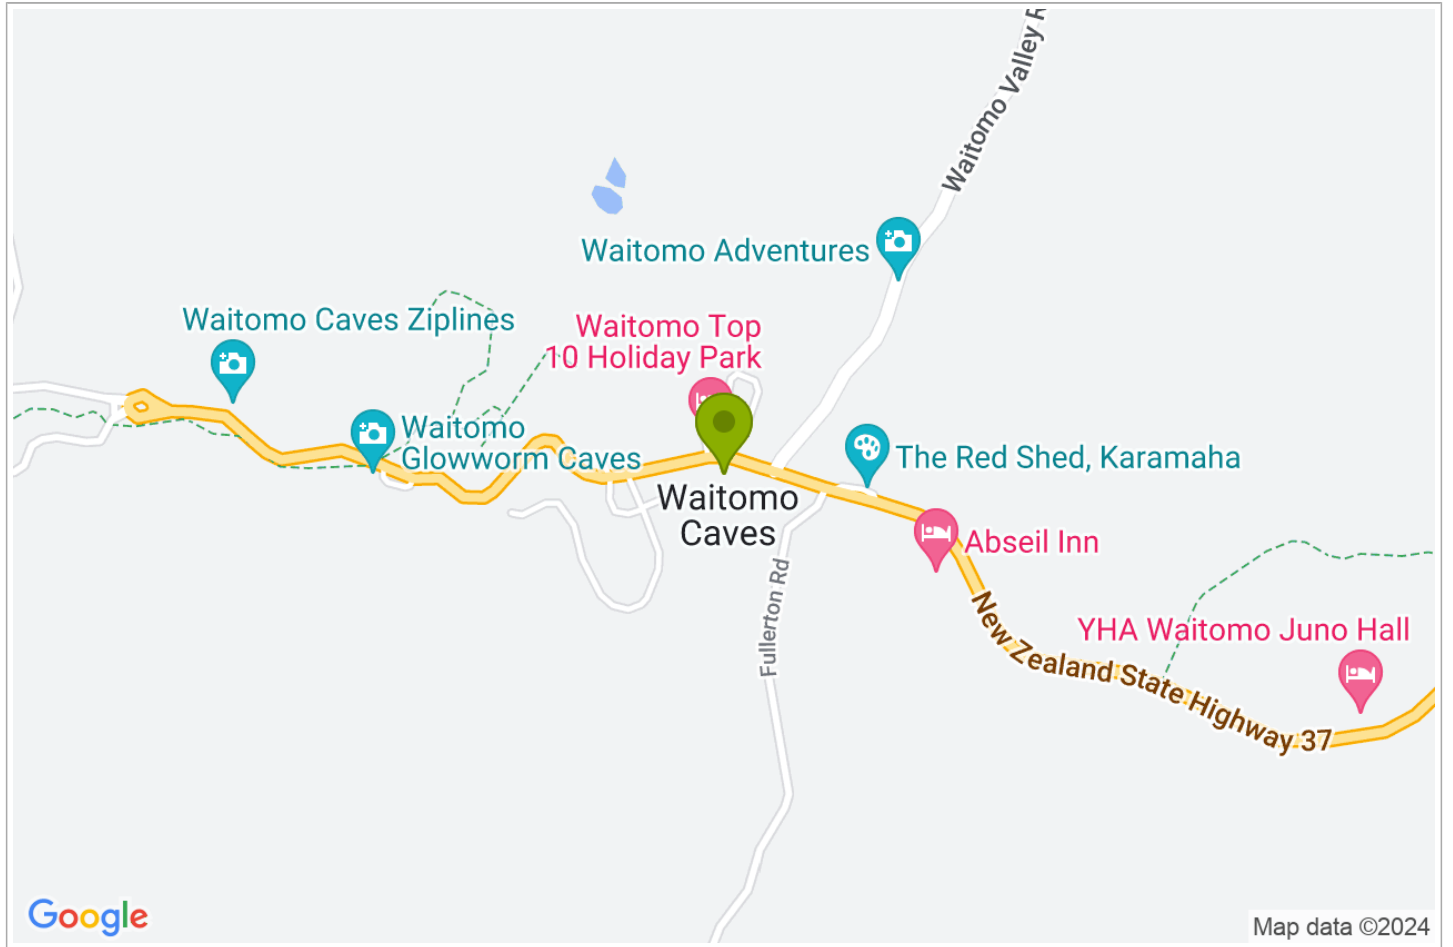 Waitomo Valley R
Waitomo Adventures
Waitomo Caves Ziplines
Waitomo Top
10 Holiday Park
Waitomo
Glowworm Caves
The Red Shed, Karamaha
Waitomo
Caves
Abseil Inn
Fullerton Rd
New Zealand State Highway 37
YHA Waitomo Juno Hall
Google
Map data ©2024